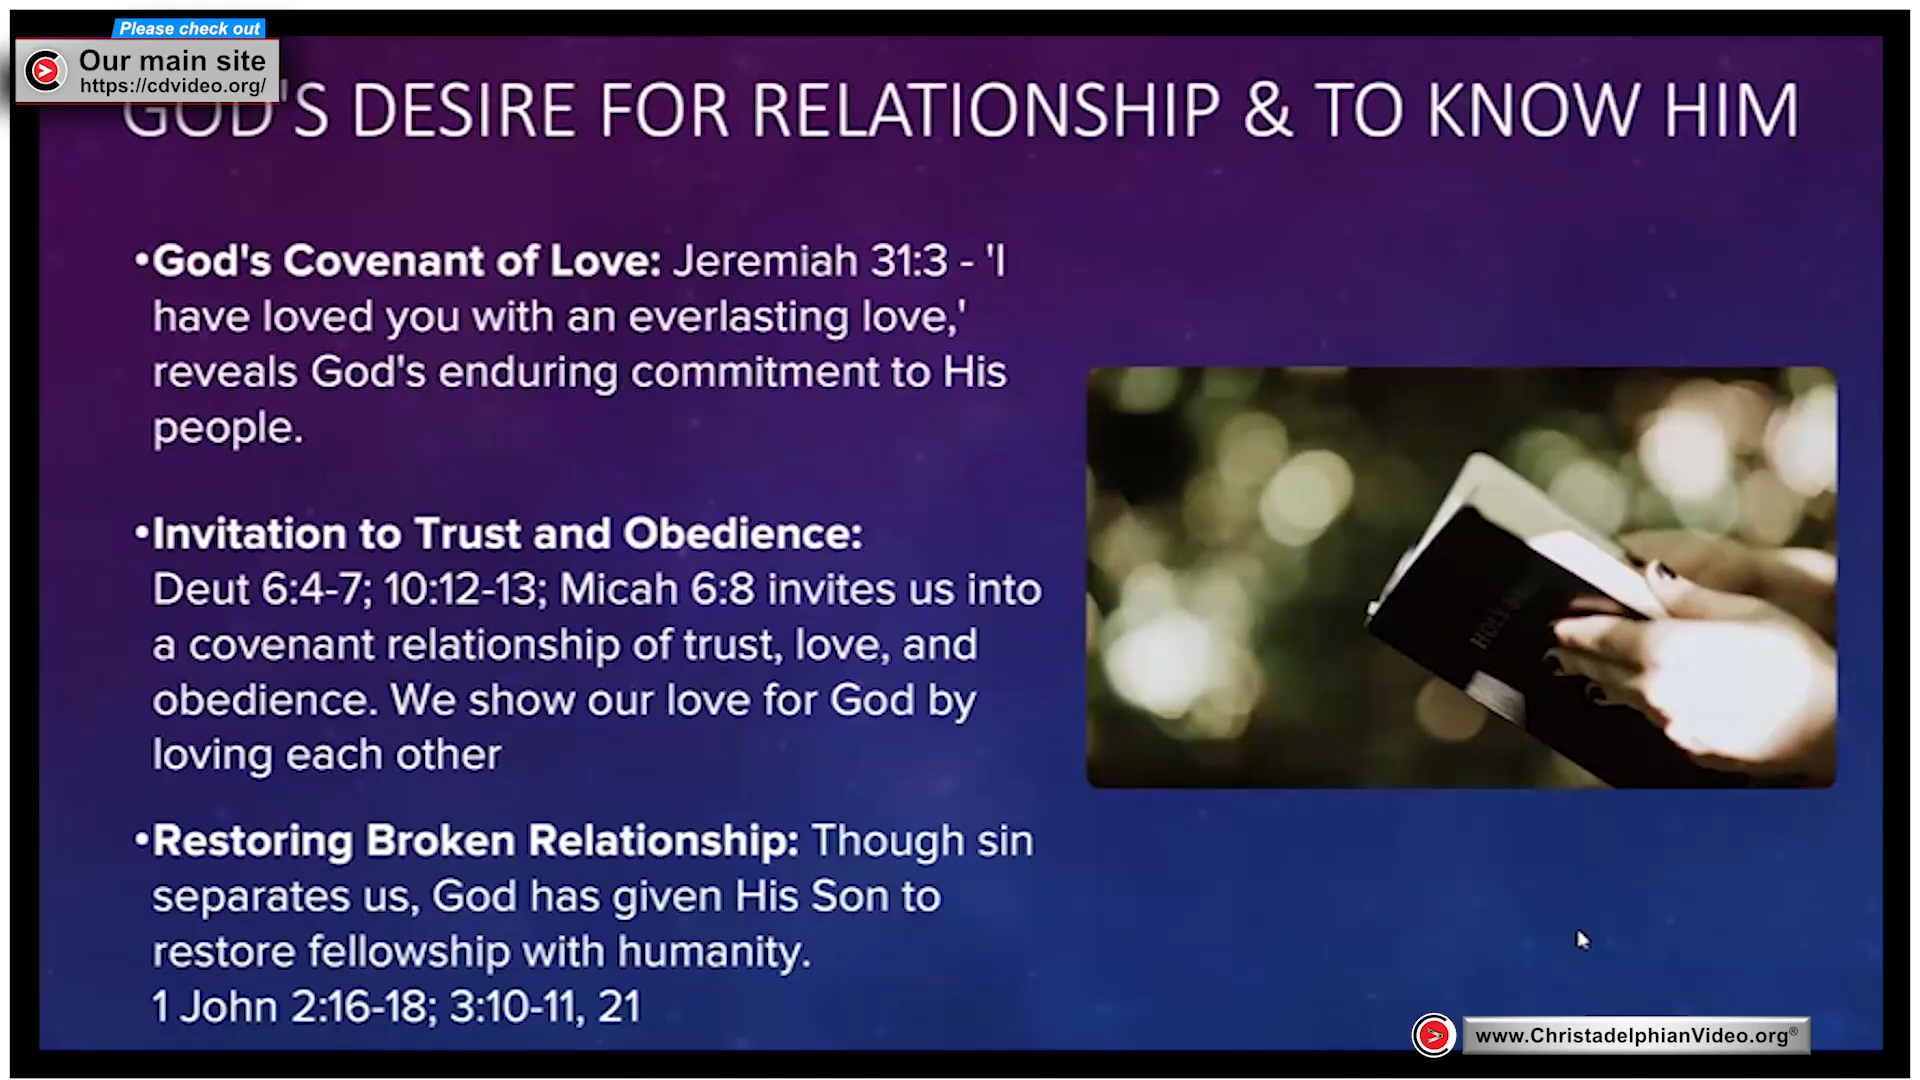 Please check out
Our main site
https://cdvideo.org/
GOD'S DESIRE FOR RELATIONSHIP & TO KNOW HIM
•God's Covenant of Love: Jeremiah 31:3 - 'I
have loved you with an everlasting love,'
reveals God's enduring commitment to His
people.
•Invitation to Trust and Obedience:
Deut 6:4-7; 10:12-13; Micah 6:8 invites us into
a covenant relationship of trust, love, and
obedience. We show our love for God by
loving each other
•Restoring Broken Relationship: Though sin
separates us, God has given His Son to
restore fellowship with humanity.
1 John 2:16-18; 3:10-11, 21
HOLY BIBLE
www.ChristadelphianVideo.org®